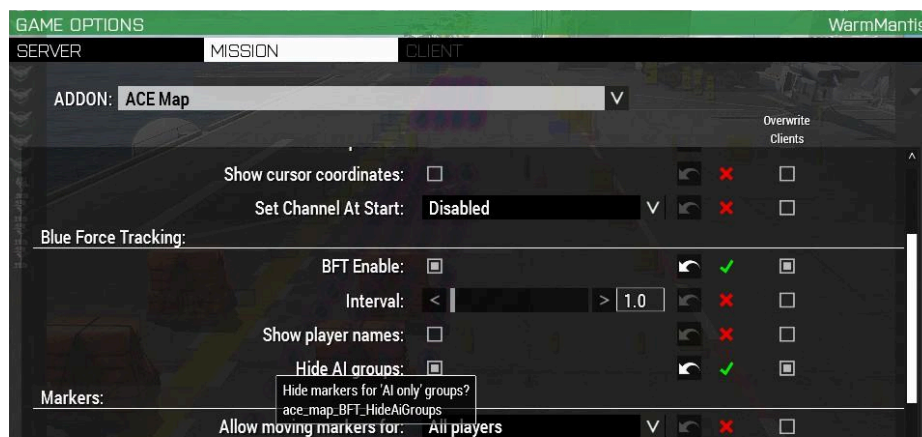 GAME OPTIONS WarmMantis
SERVER MISSION CLIENT
ADDON: ACE Map
Overwrite
Clients
Show cursor coordinates:
Set Channel At Start: Disabled
Blue Force Tracking:
BFT Enable:
Interval: < > 1.0
Show player names:
Hide AI groups:
Hide markers for 'AI only' groups?
ace_map_BFT_HideAiGroups
Markers:
Allow moving markers for: All players